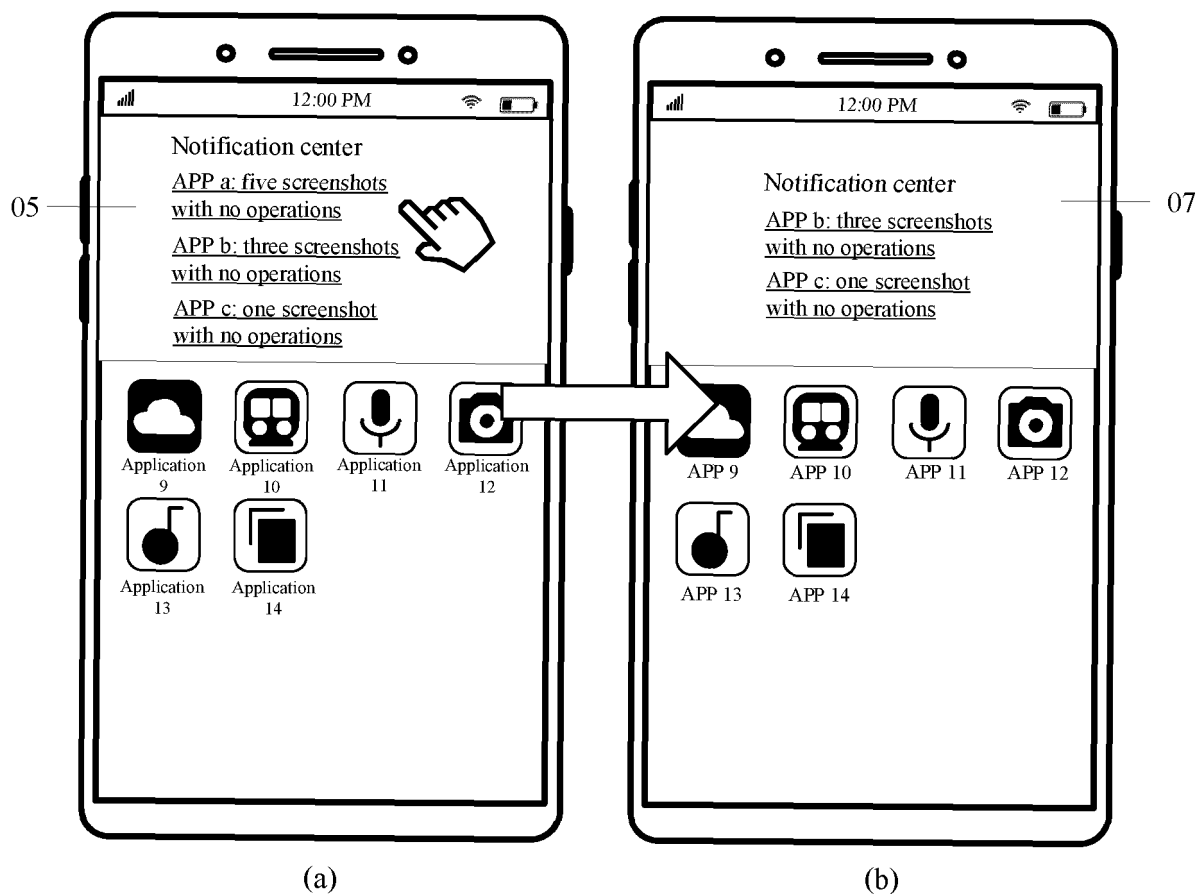 12:00 PM
Notification center
APP a: five screenshots
with no operations
APP b: three screenshots
with no operations
APP c: one screenshot
with no operations
05
Application
9
Application
10
Application
11
Application
12
Application
13
Application
14
(a)
12:00 PM
Notification center
APP b: three screenshots
with no operations
APP c: one screenshot
with no operations
07
APP 9
APP 10
APP 11
APP 12
APP 13
APP 14
(b)